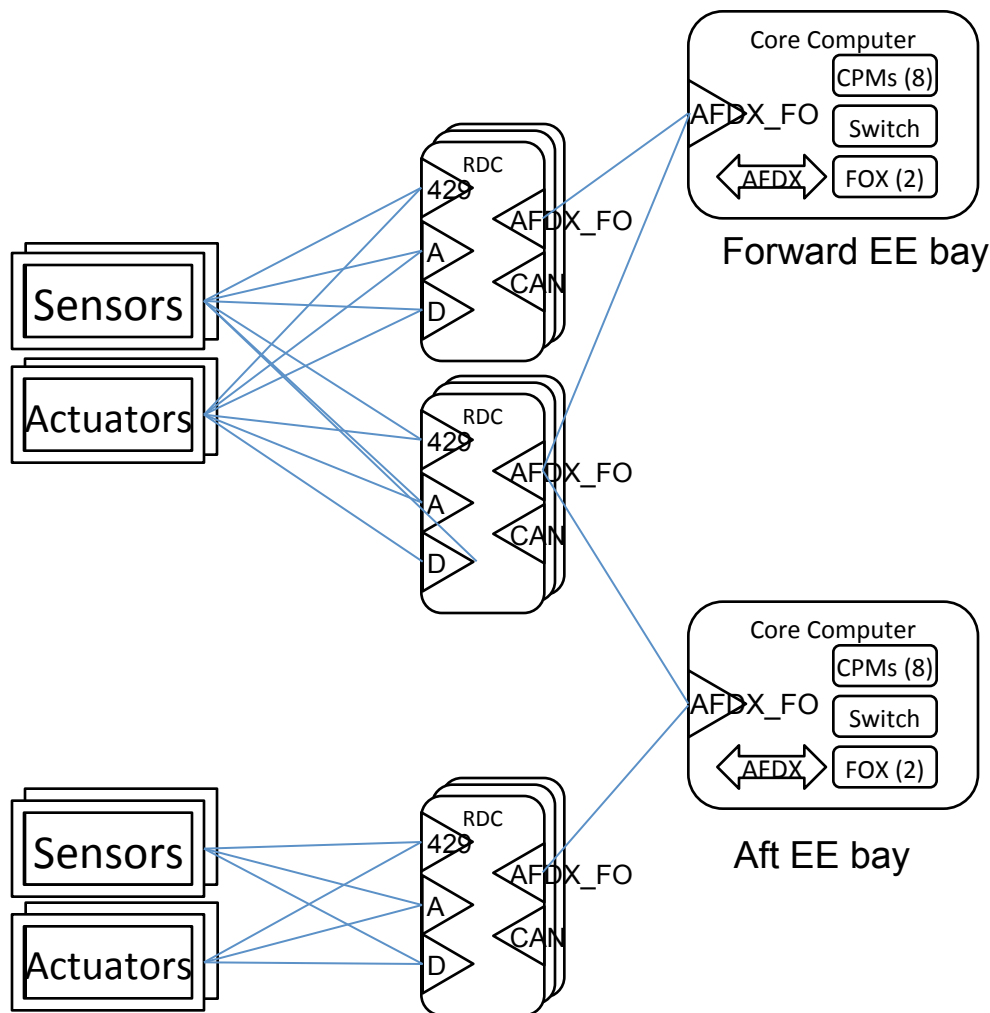 Core Computer
CPMs (8)
AFDX_FO
Switch
AFDX
FOX (2)
Forward EE bay
RDC
429
AFDX_FO
A
CAN
D
Sensors
Actuators
RDC
429
AFDX_FO
A
CAN
D
Core Computer
CPMs (8)
AFDX_FO
Switch
AFDX
FOX (2)
Aft EE bay
RDC
429
AFDX_FO
A
CAN
D
Sensors
Actuators